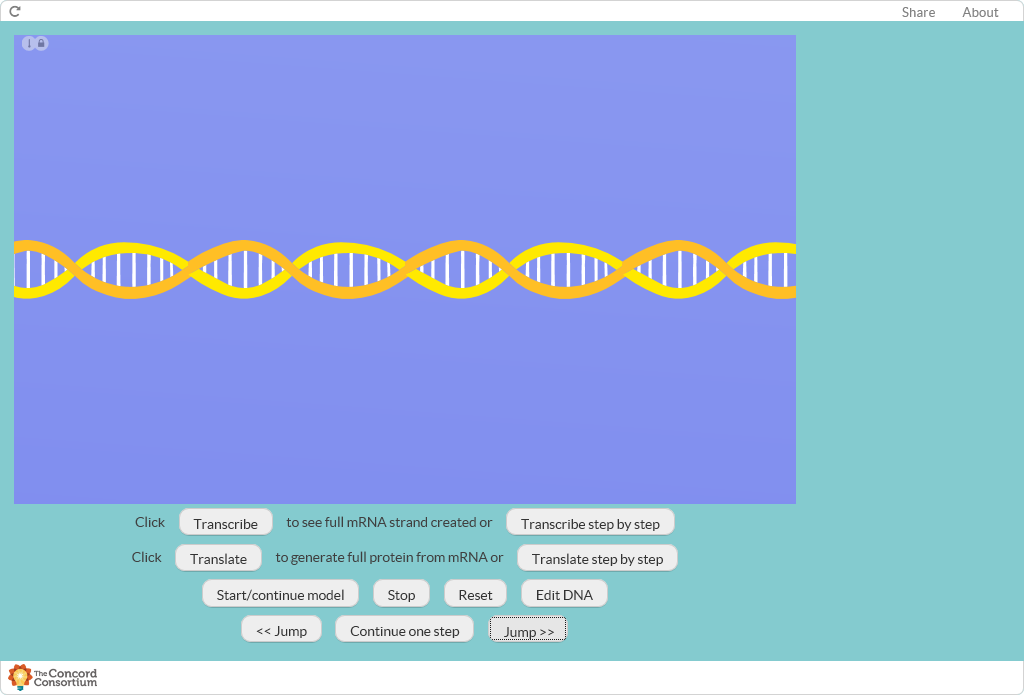 Share About
Click Transcribe to see full mRNA strand created or Transcribe step by step
Click Translate to generate full protein from mRNA or Translate step by step
Start/continue model Stop Reset Edit DNA
<< Jump Continue one step Jump >>
The Concord
Consortium